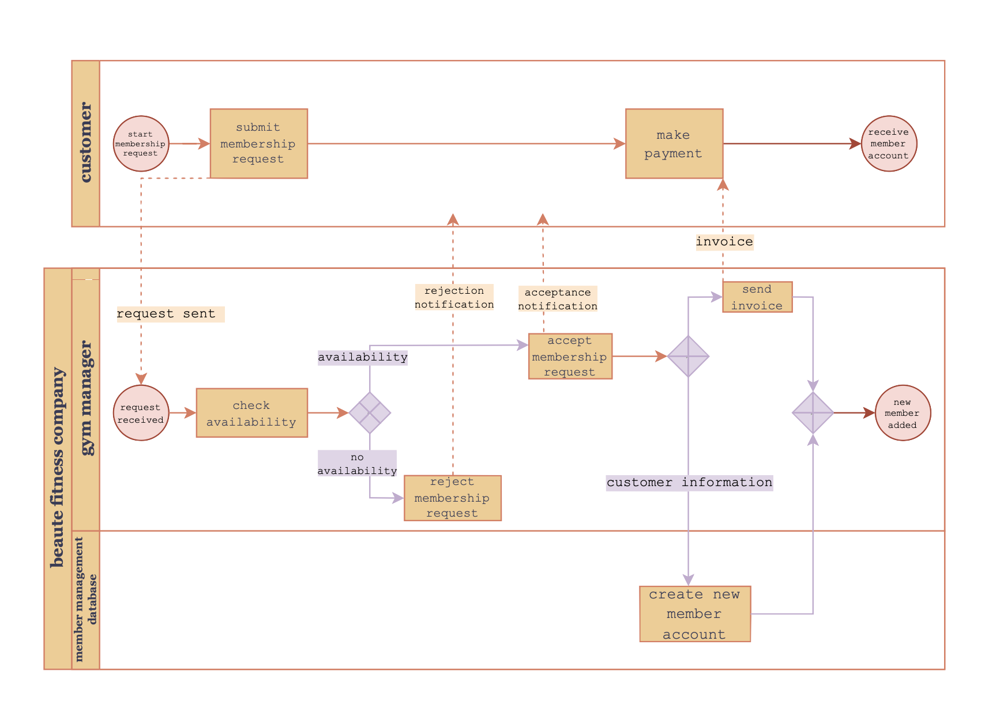 customer
start
membership
request
submit
membership
request
make
payment
receive
member
account
invoice
beaute fitness company
gym manager
request sent
rejection
notification
acceptance
notification
send
invoice
availability
accept
membership
request
request
received
check
availability
new
member
added
no
availability
reject
membership
request
customer information
member management
database
create new
member
account